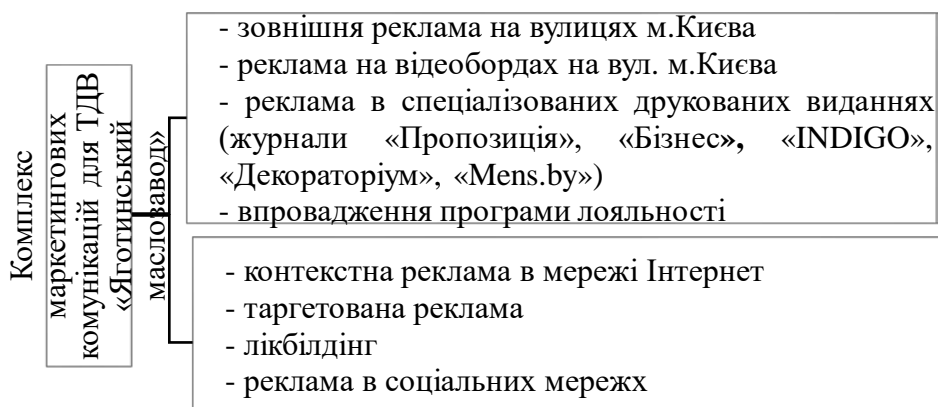 Комплекс
маркетингових
комунікацій для ТДВ
«Яготинський
маслозавод»
- зовнішня реклама на вулицях м.Києва
- реклама на відеобордах на вул. м.Києва
- реклама в спеціалізованих друкованих виданнях
(журнали «Пропозиція», «Бізнес», «INDIGO»,
«Декораторіум», «Mens.by»)
- впровадження програми лояльності
- контекстна реклама в мережі Інтернет
- таргетована реклама
- лікбілдінг
- реклама в соціальних мережх